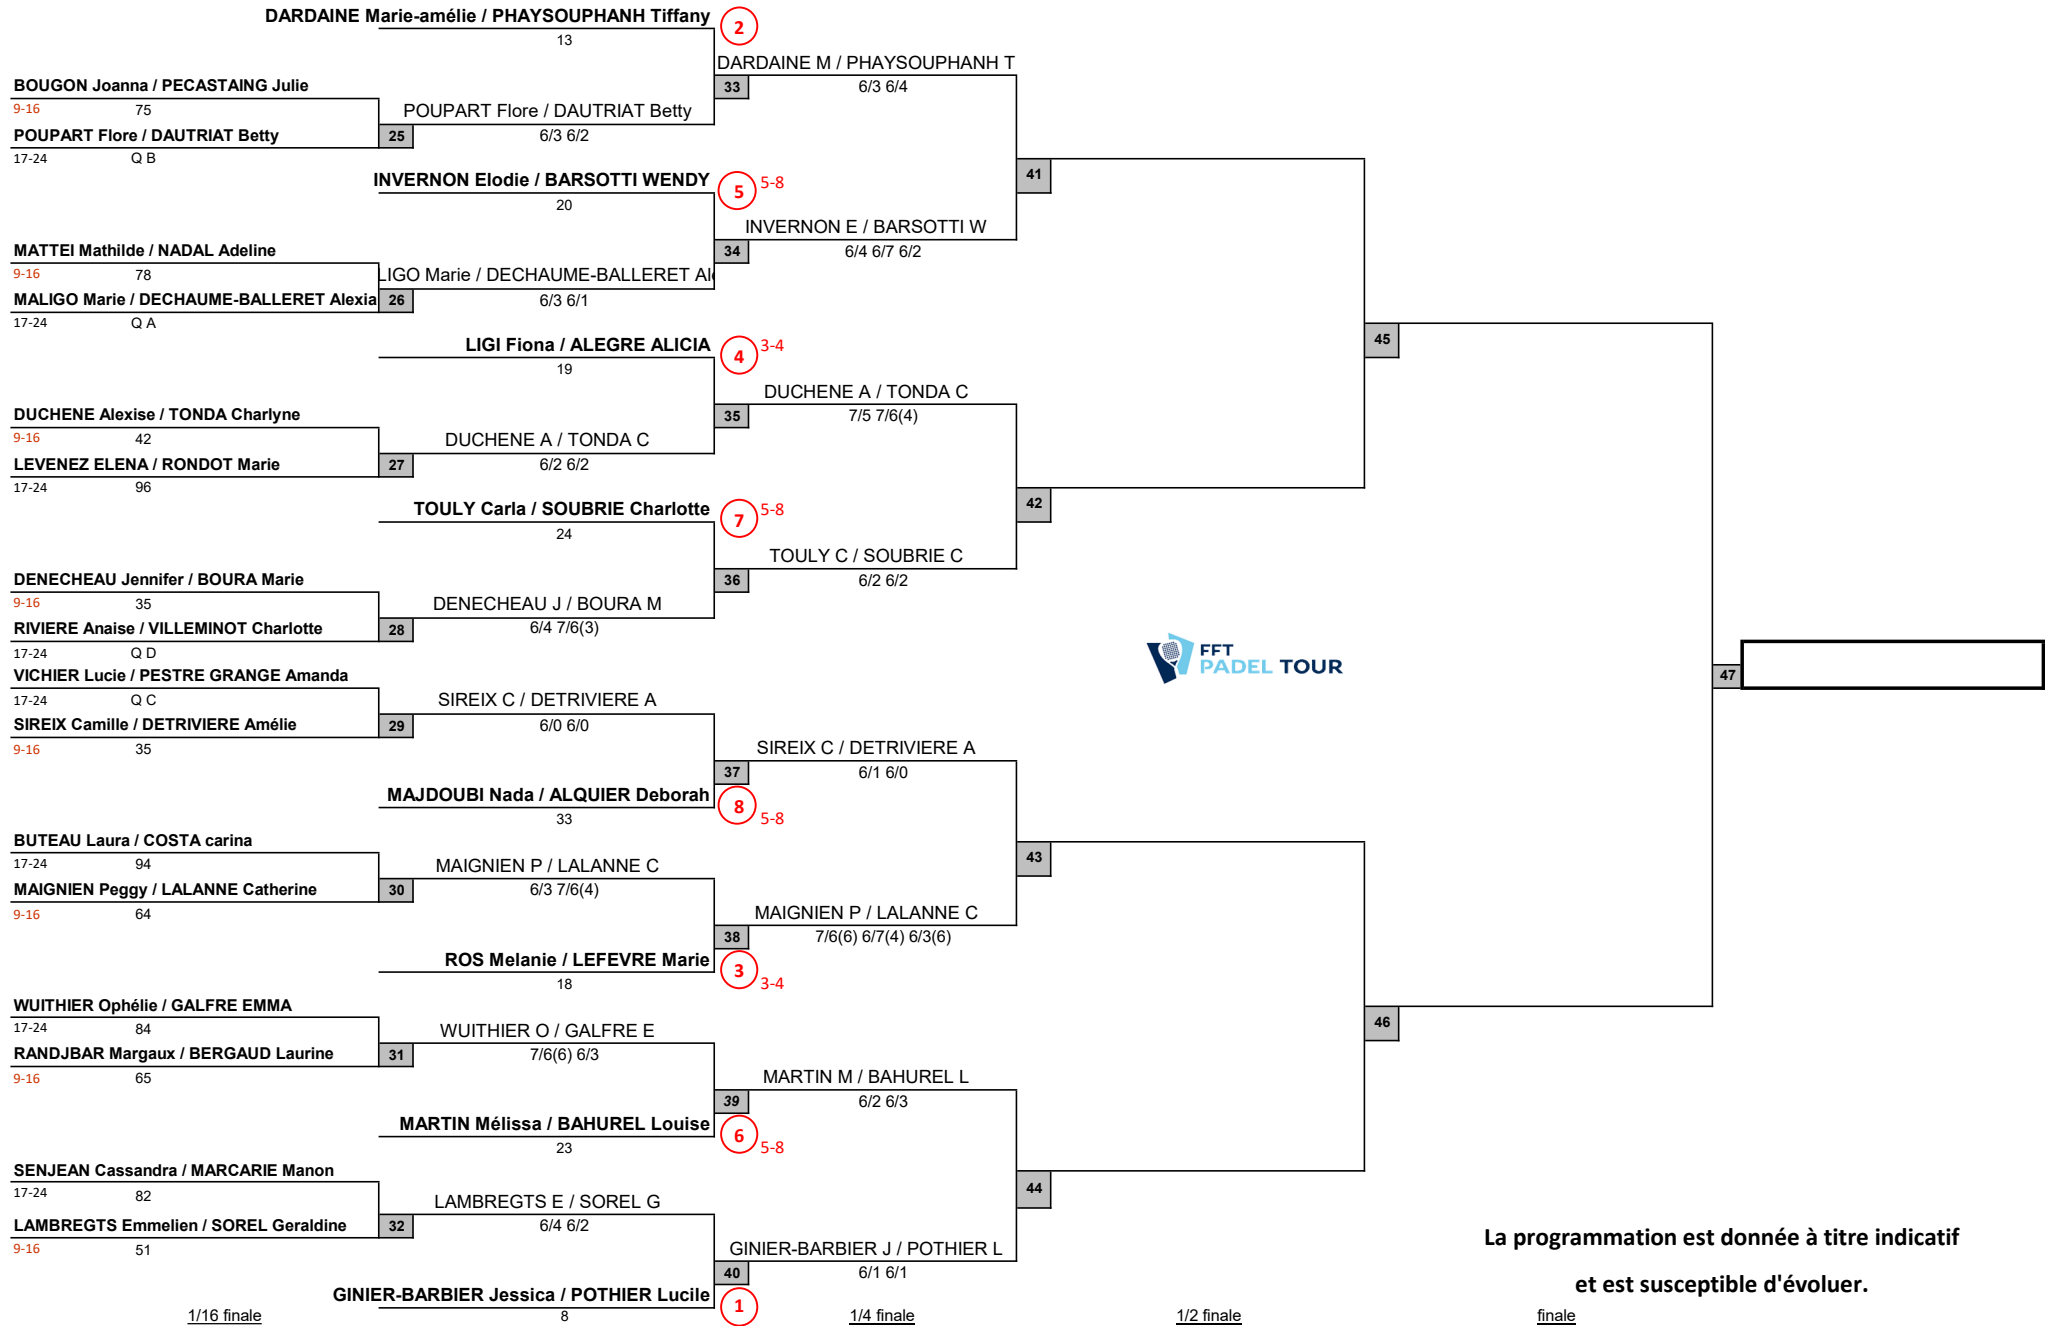 DARDAINE Marie-amélie / PHAYSOUPHANH Tiffany
2
13
DARDAINE M / PHAYSOUPHANH T
33
6/3 6/4
BOUGON Joanna / PECASTAING Julie
9-16
75
POUPART Flore / DAUTRIAT Betty
POUPART Flore / DAUTRIAT Betty
25
6/3 6/2
17-24
Q B
41
INVERNON Elodie / BARSOTTI WENDY
5
5-8
20
INVERNON E / BARSOTTI W
34
6/4 6/7 6/2
MATTEI Mathilde / NADAL Adeline
9-16
78
LIGO Marie / DECHAUME-BALLERET Al
MALIGO Marie / DECHAUME-BALLERET Alexia
26
6/3 6/1
17-24
Q A
LIGI Fiona / ALEGRE ALICIA
4
3-4
45
19
DUCHENE A / TONDA C
35
7/5 7/6(4)
DUCHENE Alexise / TONDA Charlyne
9-16
42
DUCHENE A / TONDA C
LEVENEZ ELENA / RONDOT Marie
27
6/2 6/2
17-24
96
42
TOULY Carla / SOUBRIE Charlotte
7
5-8
24
TOULY C / SOUBRIE C
36
6/2 6/2
DENECHEAU Jennifer / BOURA Marie
9-16
35
DENECHEAU J / BOURA M
RIVIERE Anaise / VILLEMINOT Charlotte
28
6/4 7/6(3)
17-24
Q D
FFT
PADEL TOUR
47
VICHIER Lucie / PESTRE GRANGE Amanda
17-24
Q C
SIREIX C / DETRIVIERE A
SIREIX Camille / DETRIVIERE Amélie
29
6/0 6/0
9-16
35
SIREIX C / DETRIVIERE A
37
6/1 6/0
MAJDOUBI Nada / ALQUIER Deborah
8
5-8
33
BUTEAU Laura / COSTA carina
17-24
94
43
MAIGNIEN P / LALANNE C
MAIGNIEN Peggy / LALANNE Catherine
30
6/3 7/6(4)
9-16
64
MAIGNIEN P / LALANNE C
38
7/6(6) 6/7(4) 6/3(6)
ROS Melanie / LEFEVRE Marie
3
3-4
18
WUITHIER Ophélie / GALFRE EMMA
17-24
84
46
WUITHIER O / GALFRE E
RANDJBAR Margaux / BERGAUD Laurine
31
7/6(6) 6/3
9-16
65
MARTIN M / BAHUREL L
39
6/2 6/3
MARTIN Mélissa / BAHUREL Louise
6
5-8
23
SENJEAN Cassandra / MARCARIE Manon
17-24
82
44
LAMBREGTS E / SOREL G
LAMBREGTS Emmelien / SOREL Geraldine
32
6/4 6/2
9-16
51
GINIER-BARBIER J / POTHIER L
40
6/1 6/1
La programmation est donnée à titre indicatif
et est susceptible d'évoluer.
GINIER-BARBIER Jessica / POTHIER Lucile
1
8
1/16 finale
1/4 finale
1/2 finale
finale